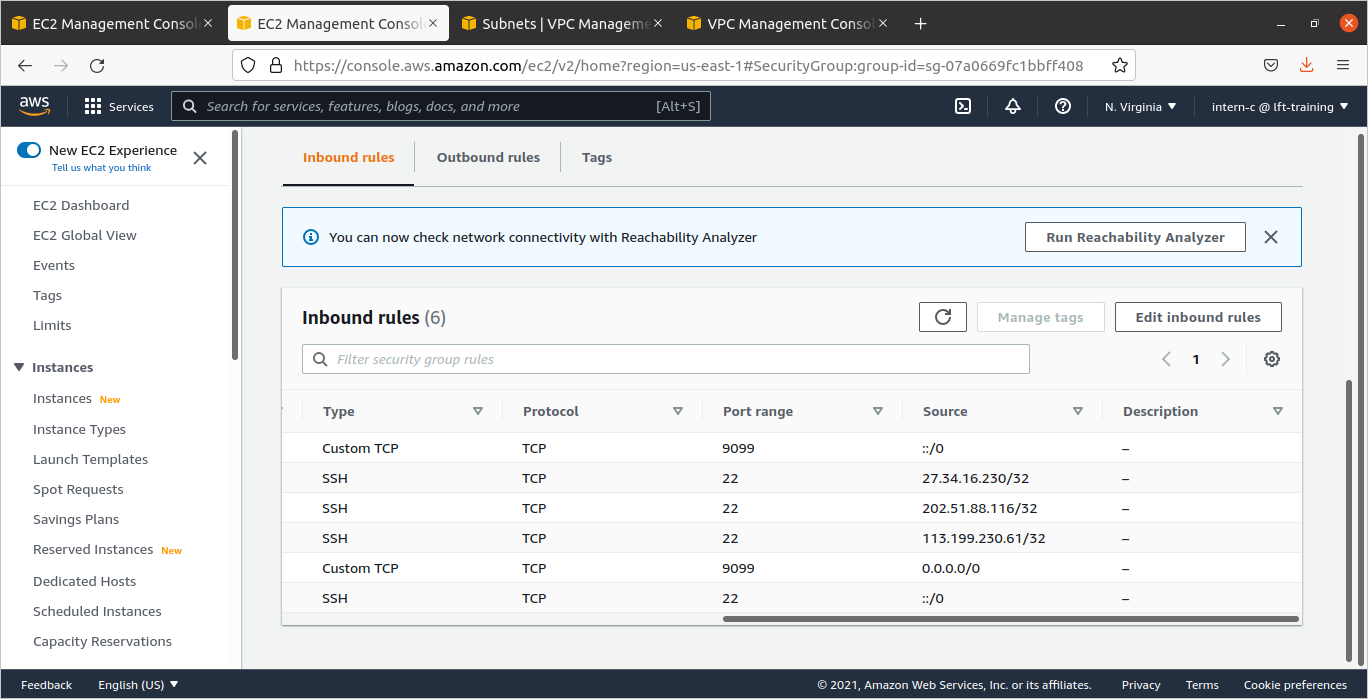 EC2 Management Consol
EC2 Management Consol
Subnets | VPC Manageme
VPC Management Consol
https://console.aws.amazon.com/ec2/v2/home?region=us-east-1#SecurityGroup:group-id=sg-07a0669fc1bbff408
aws
Services
Search for services, features, blogs, docs, and more
[Alt+S]
N. Virginia
intern-c @ lft-training
New EC2 Experience
Tell us what you think
EC2 Dashboard
EC2 Global View
Events
Tags
Limits
Instances
Instances New
Instance Types
Launch Templates
Spot Requests
Savings Plans
Reserved Instances New
Dedicated Hosts
Scheduled Instances
Capacity Reservations
Inbound rules
Outbound rules
Tags
You can now check network connectivity with Reachability Analyzer
Run Reachability Analyzer
Inbound rules (6)
Manage tags
Edit inbound rules
Filter security group rules
1
Type Protocol Port range Source Description
Custom TCP TCP 9099 ::/0 –
SSH TCP 22 27.34.16.230/32 –
SSH TCP 22 202.51.88.116/32 –
SSH TCP 22 113.199.230.61/32 –
Custom TCP TCP 9099 0.0.0.0/0 –
SSH TCP 22 ::/0 –
Feedback
English (US)
© 2021, Amazon Web Services, Inc. or its affiliates.
Privacy
Terms
Cookie preferences